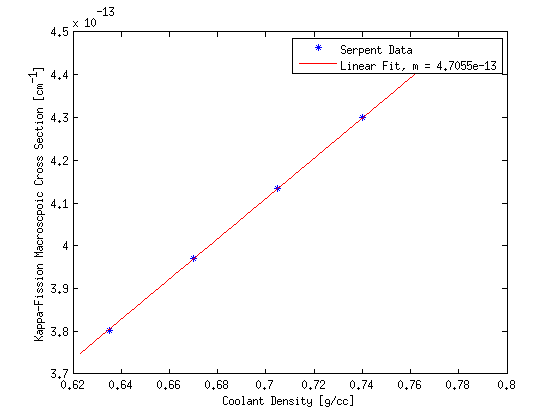 x 10^-13
4.5
4.4
4.3
4.2
4.1
4
3.9
3.8
3.7
Kappa-Fission Macroscpoic Cross Section [cm^-1]
Serpent Data
Linear Fit, m = 4.7055e-13
0.62 0.64 0.66 0.68 0.7 0.72 0.74 0.76 0.78 0.8
Coolant Density [g/cc]